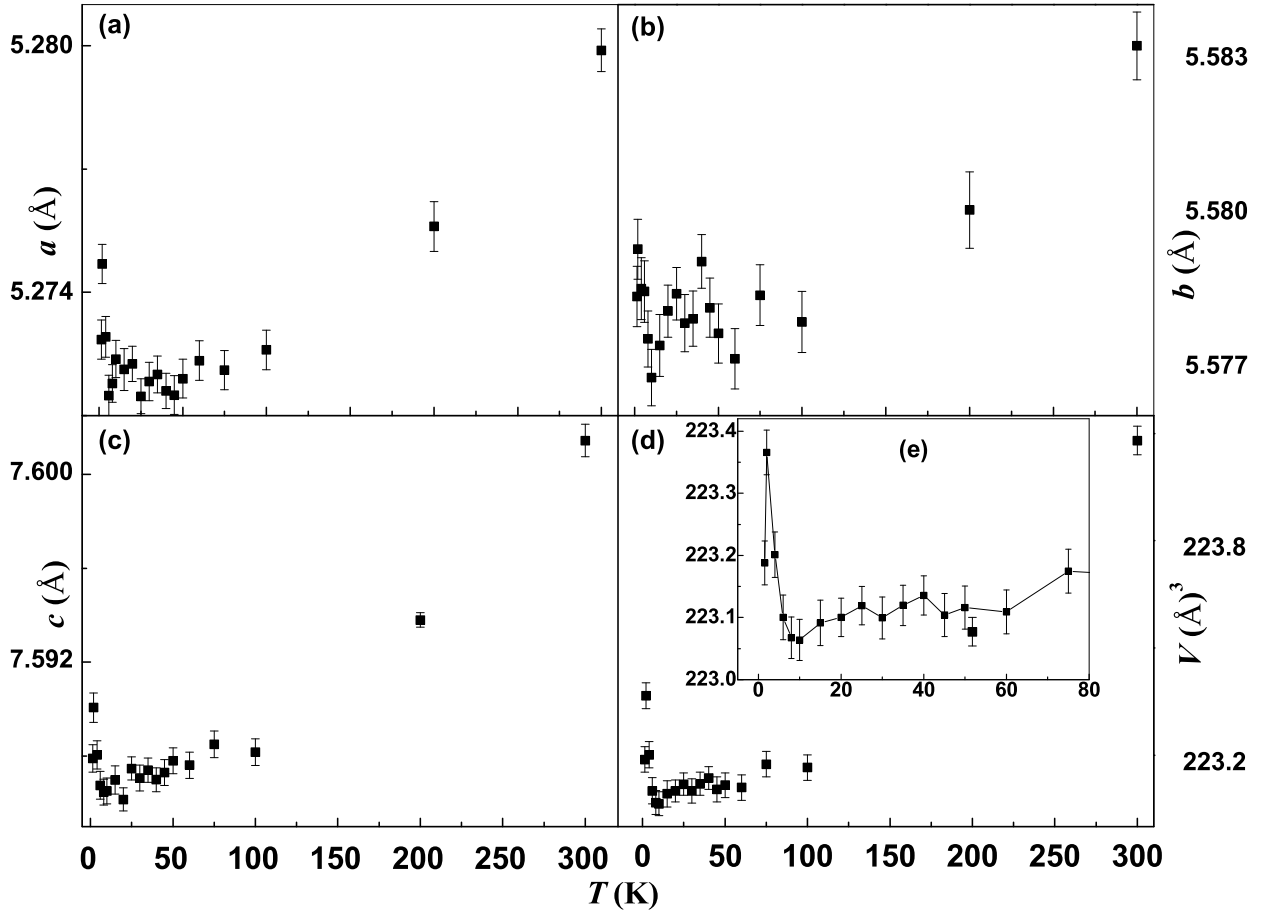 (a)
5.280
5.274
a (Å)
(b)
5.583
5.580
5.577
b (Å)
(c)
7.600
7.592
c (Å)
0 50 100 150 200 250 300
(d)
223.8
223.2
V (Å)³
0 50 100 150 200 250 300
(e)
223.4
223.3
223.2
223.1
223.0
0 20 40 60 80
T (K)